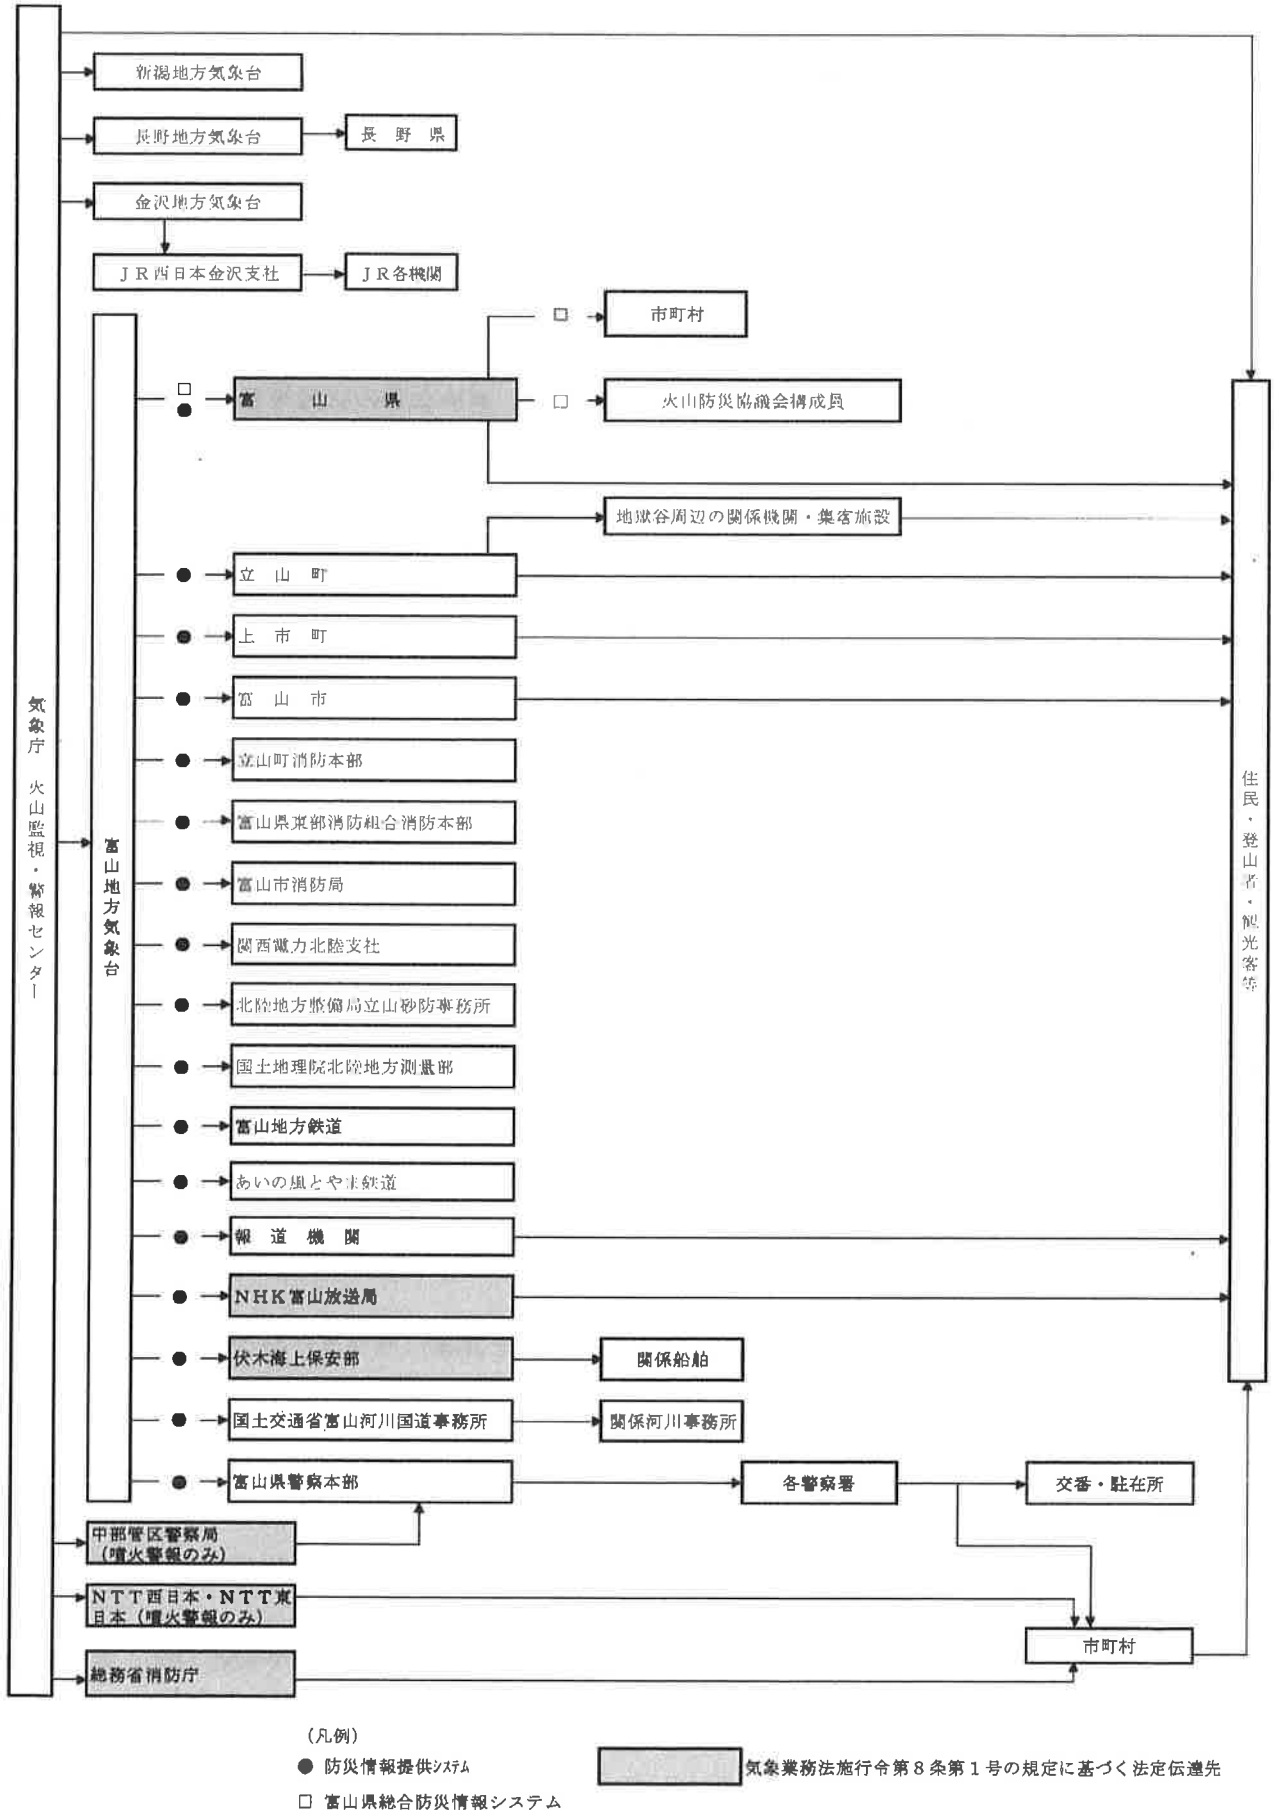 気象庁　火山監視・警報センター
新潟地方気象台
長野地方気象台
長　野　県
金沢地方気象台
ＪＲ西日本金沢支社
ＪＲ各機関
富山地方気象台
市町村
富　山　県
火山防災協議会構成員
地獄谷周辺の関係機関・集客施設
立　山　町
上　市　町
富　山　市
立山町消防本部
富山県東部消防組合消防本部
富山市消防局
関西電力北陸支社
北陸地方整備局立山砂防事務所
国土地理院北陸地方測量部
富山地方鉄道
あいの風とやま鉄道
報　道　機　関
ＮＨＫ富山放送局
伏木海上保安部
関係船舶
国土交通省富山河川国道事務所
関係河川事務所
富山県警察本部
各警察署
交番・駐在所
住民・登山者・観光客等
中部管区警察局
（噴火警報のみ）
ＮＴＴ西日本・ＮＴＴ東
日本（噴火警報のみ）
市町村
総務省消防庁
（凡例）
● 防災情報提供ｼｽﾃﾑ
気象業務法施行令第８条第１号の規定に基づく法定伝達先
□ 富山県総合防災情報システム